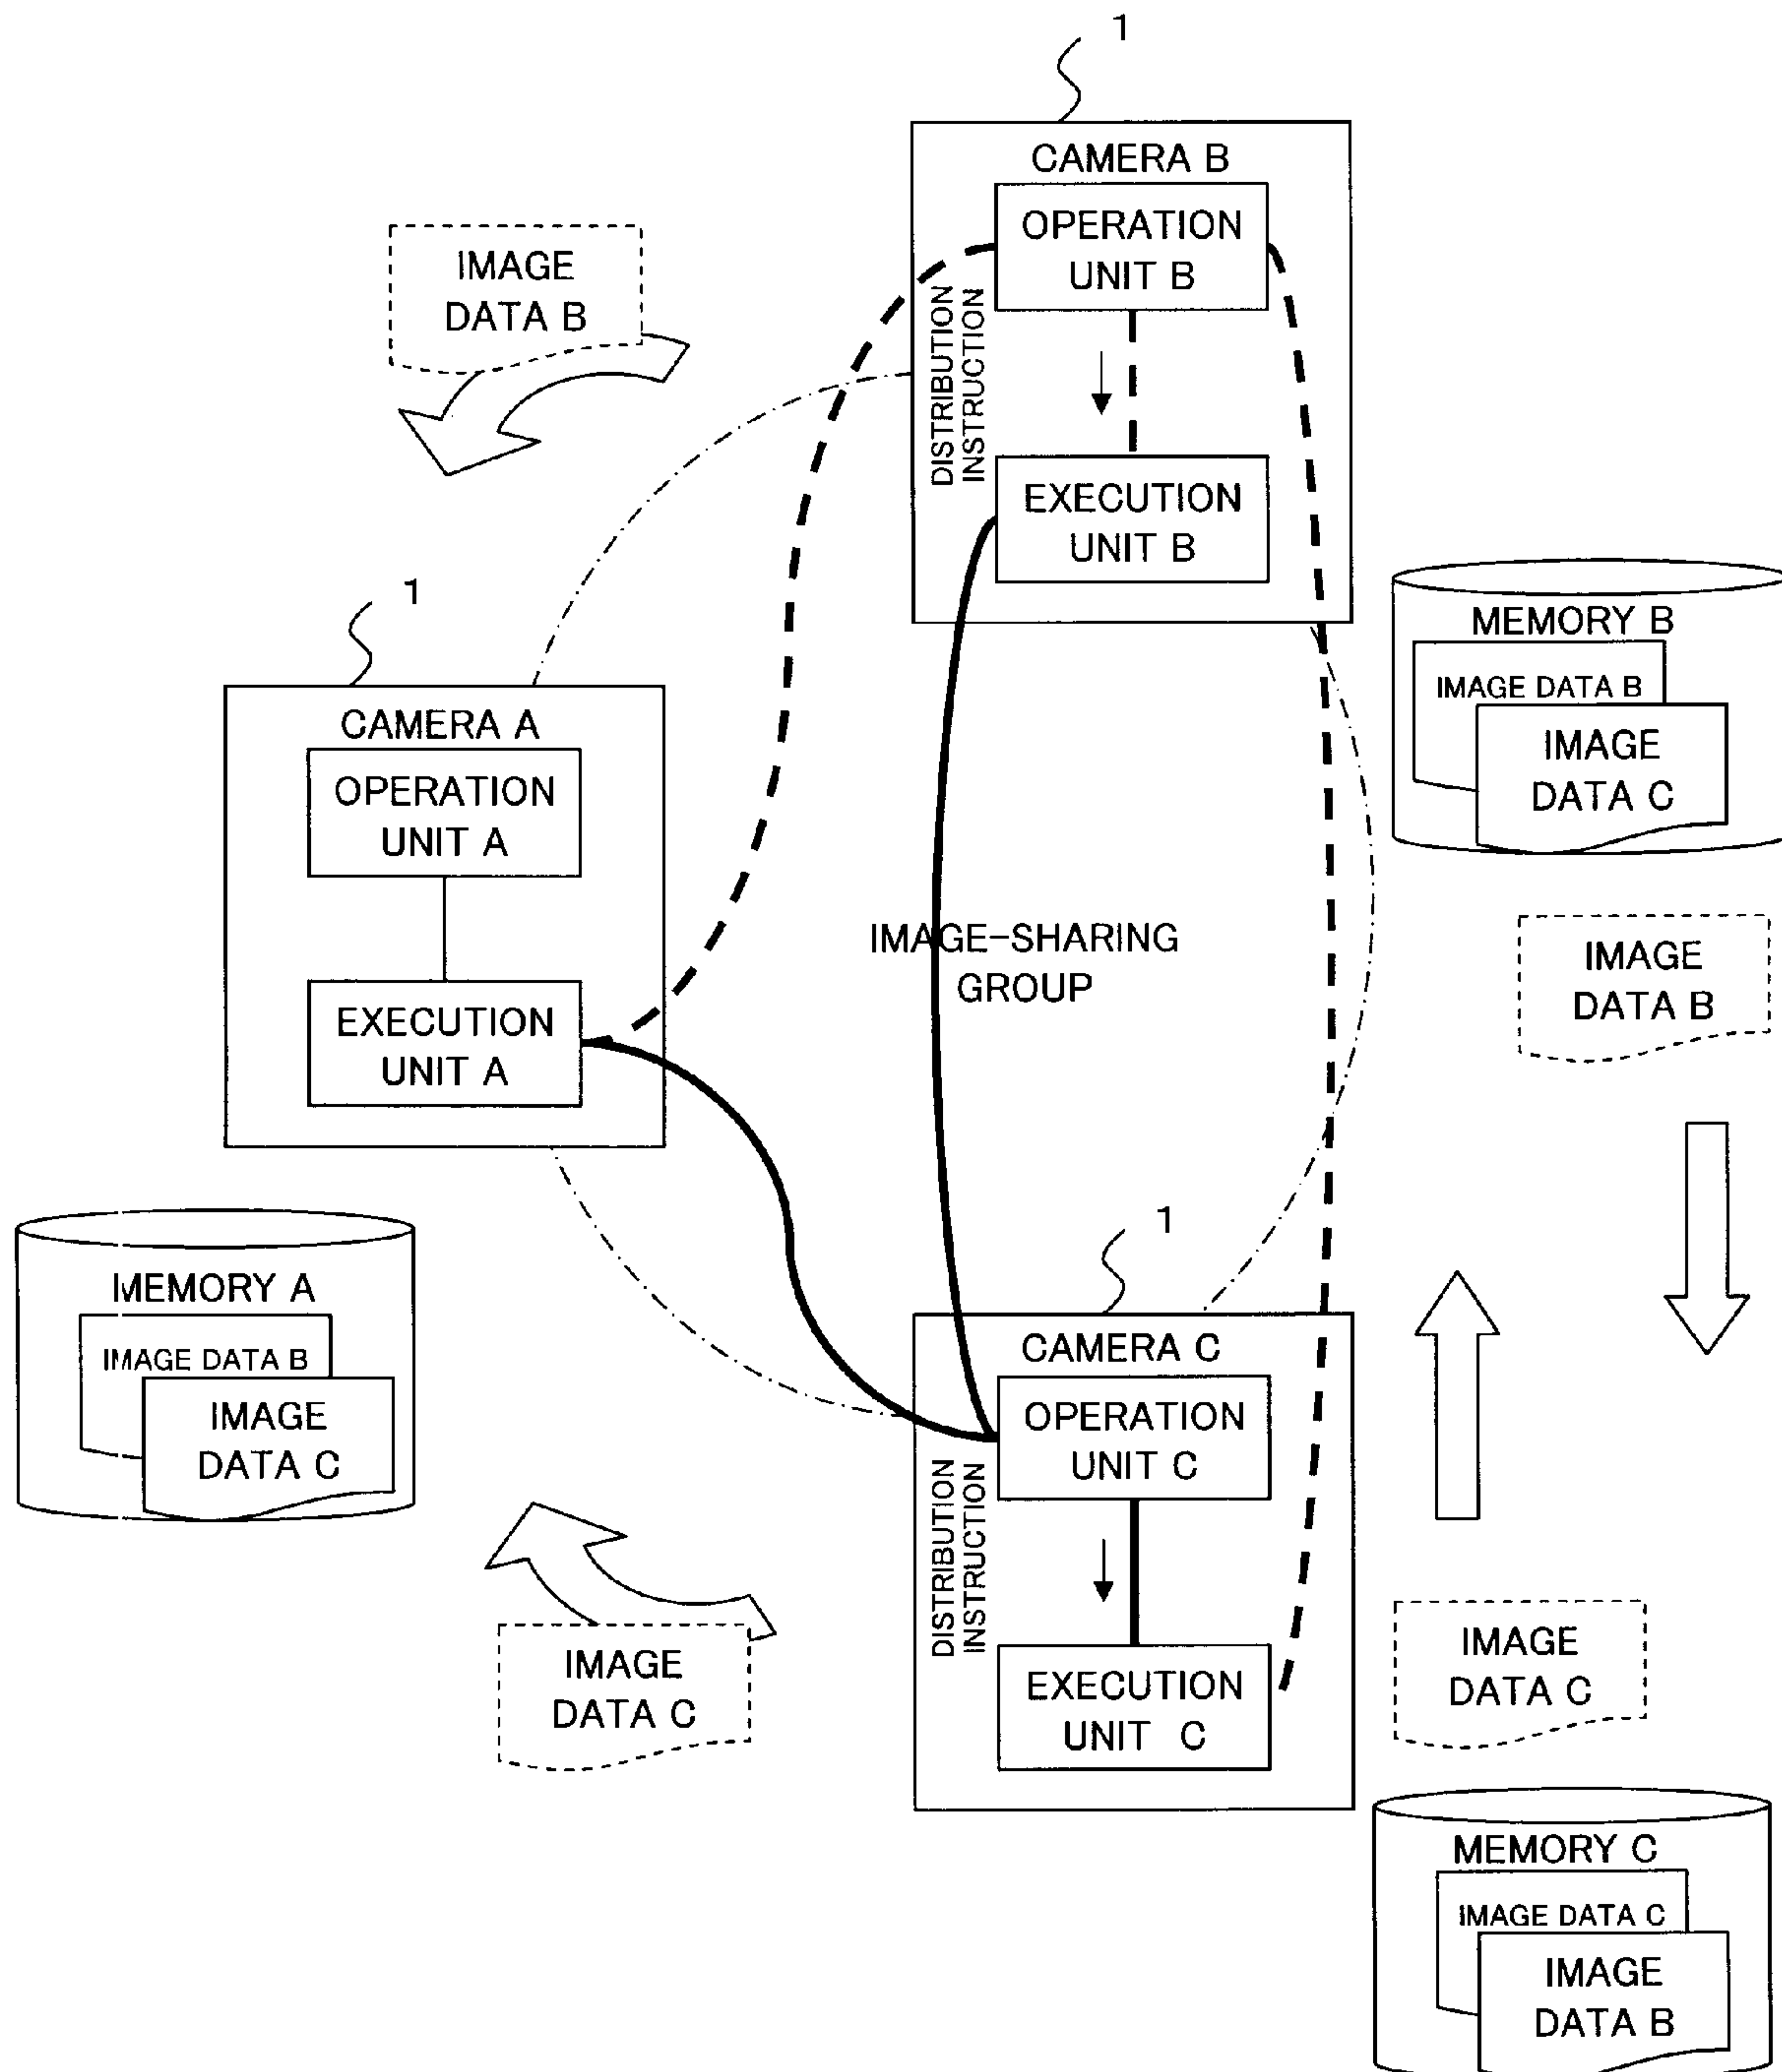 1
CAMERA B
OPERATION
UNIT B
DISTRIBUTION
INSTRUCTION
EXECUTION
UNIT B
IMAGE
DATA B
1
CAMERA A
OPERATION
UNIT A
EXECUTION
UNIT A
MEMORY B
IMAGE DATA B
IMAGE
DATA C
IMAGE-SHARING
GROUP
IMAGE
DATA B
MEMORY A
IMAGE DATA B
IMAGE
DATA C
1
CAMERA C
OPERATION
UNIT C
DISTRIBUTION
INSTRUCTION
EXECUTION
UNIT C
IMAGE
DATA C
IMAGE
DATA C
MEMORY C
IMAGE DATA C
IMAGE
DATA B